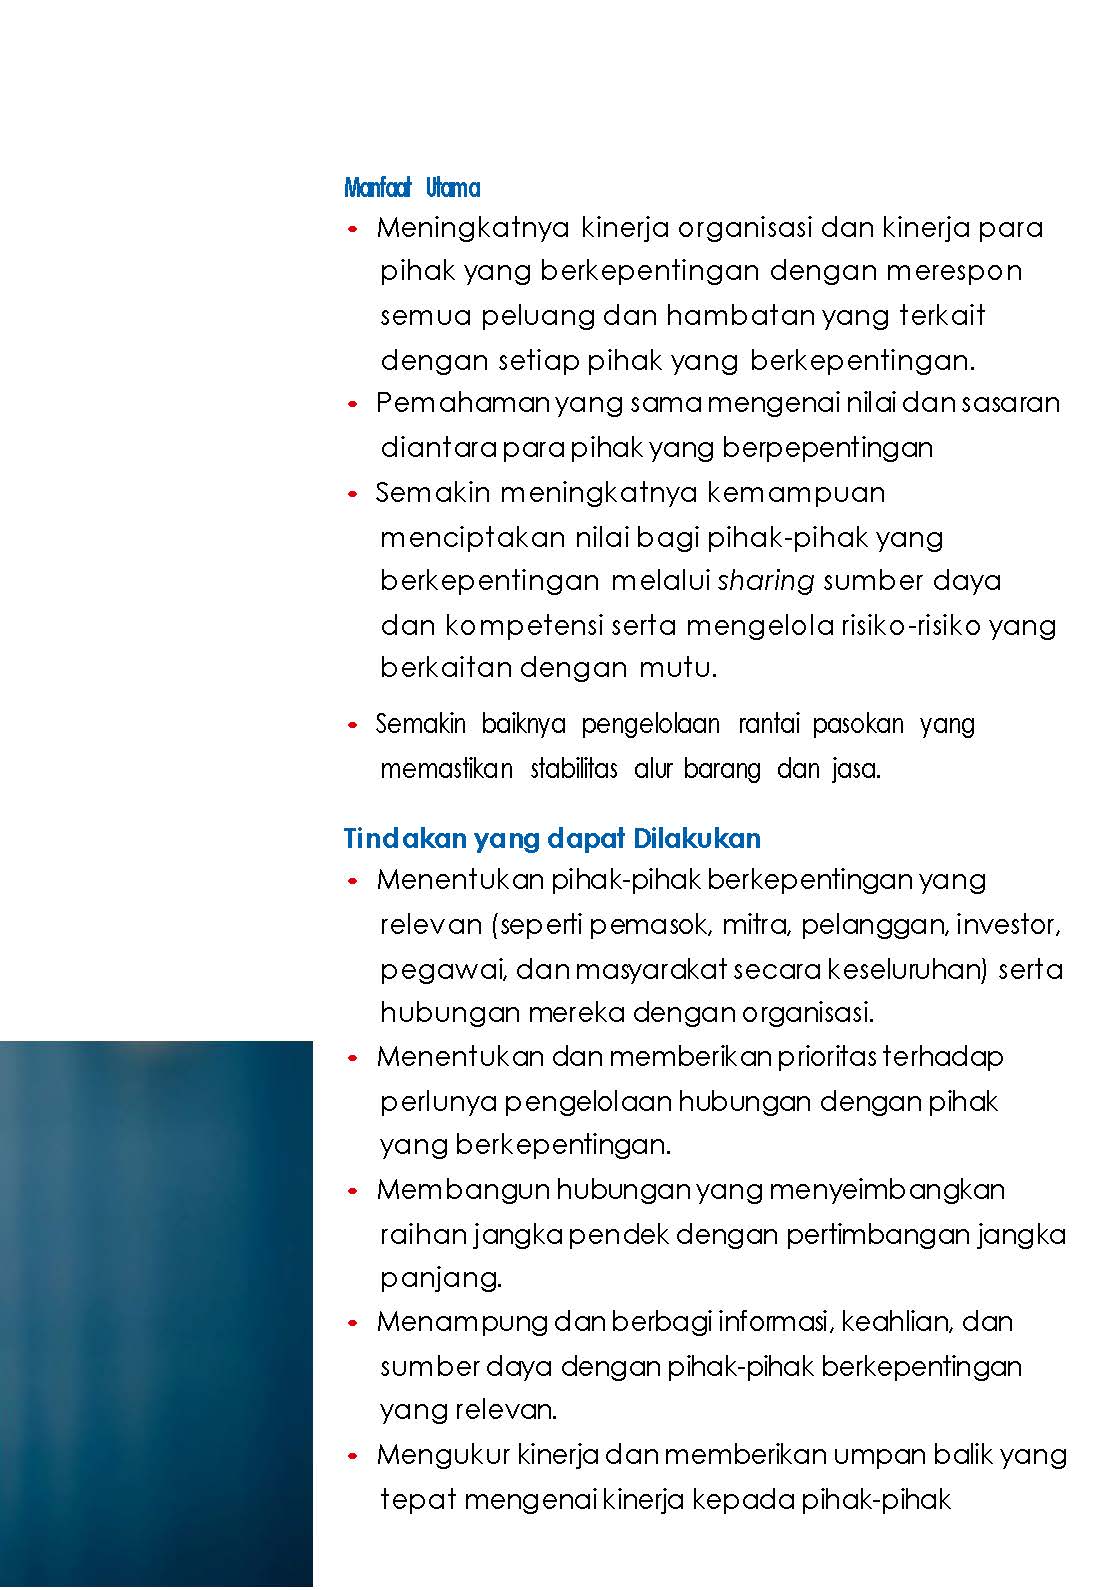 Manfaat Utama
• Meningkatnya kinerja organisasi dan kinerja para
pihak yang berkepentingan dengan merespon
semua peluang dan hambatan yang terkait
dengan setiap pihak yang berkepentingan.
• Pemahaman yang sama mengenai nilai dan sasaran
diantara para pihak yang berpepentingan
• Semakin meningkatnya kemampuan
menciptakan nilai bagi pihak-pihak yang
berkepentingan melalui sharing sumber daya
dan kompetensi serta mengelola risiko-risiko yang
berkaitan dengan mutu.
• Semakin baiknya pengelolaan rantai pasokan yang
memastikan stabilitas alur barang dan jasa.
Tindakan yang dapat Dilakukan
• Menentukan pihak-pihak berkepentingan yang
relevan (seperti pemasok, mitra, pelanggan, investor,
pegawai, dan masyarakat secara keseluruhan) serta
hubungan mereka dengan organisasi.
• Menentukan dan memberikan prioritas terhadap
perlunya pengelolaan hubungan dengan pihak
yang berkepentingan.
• Membangun hubungan yang menyeimbangkan
raihan jangka pendek dengan pertimbangan jangka
panjang.
• Menampung dan berbagi informasi, keahlian, dan
sumber daya dengan pihak-pihak berkepentingan
yang relevan.
• Mengukur kinerja dan memberikan umpan balik yang
tepat mengenai kinerja kepada pihak-pihak